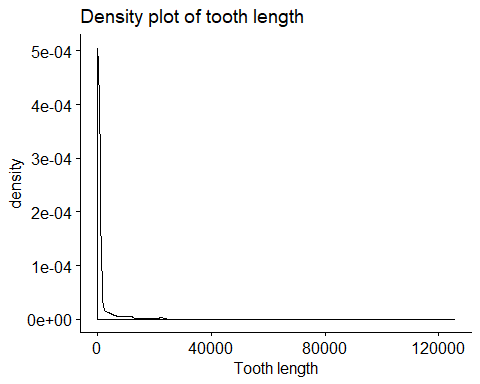 Density plot of tooth length
5e-04
4e-04
3e-04
2e-04
1e-04
0e+00
density
0 40000 80000 120000
Tooth length